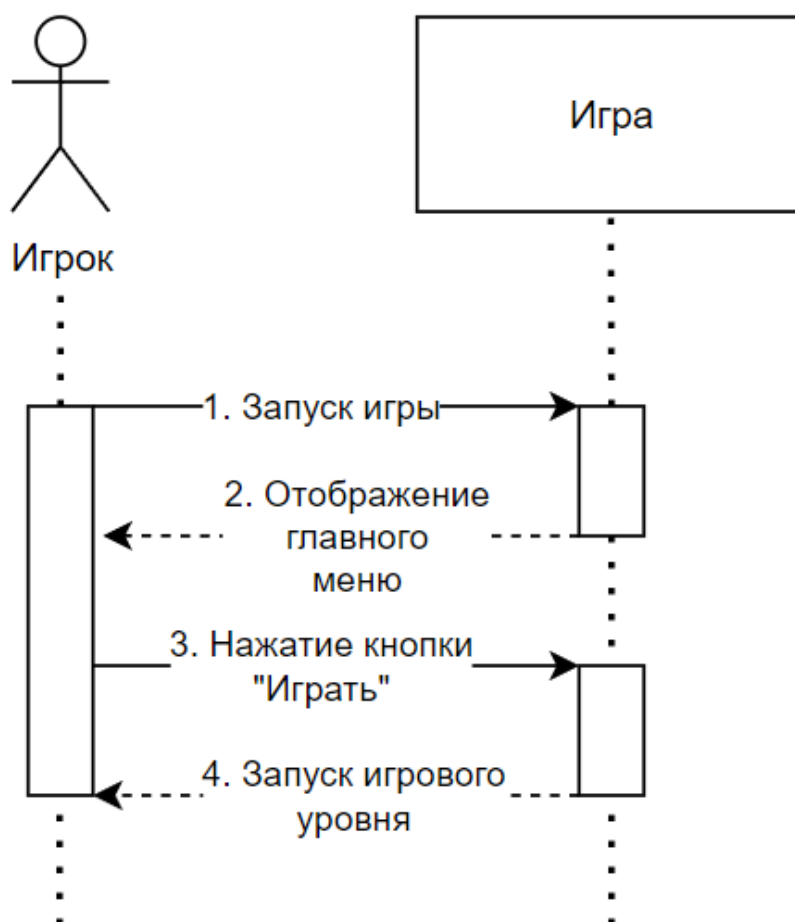 Игра
Игрок
1. Запуск игры
2. Отображение
главного
меню
3. Нажатие кнопки
"Играть"
4. Запуск игрового
уровня